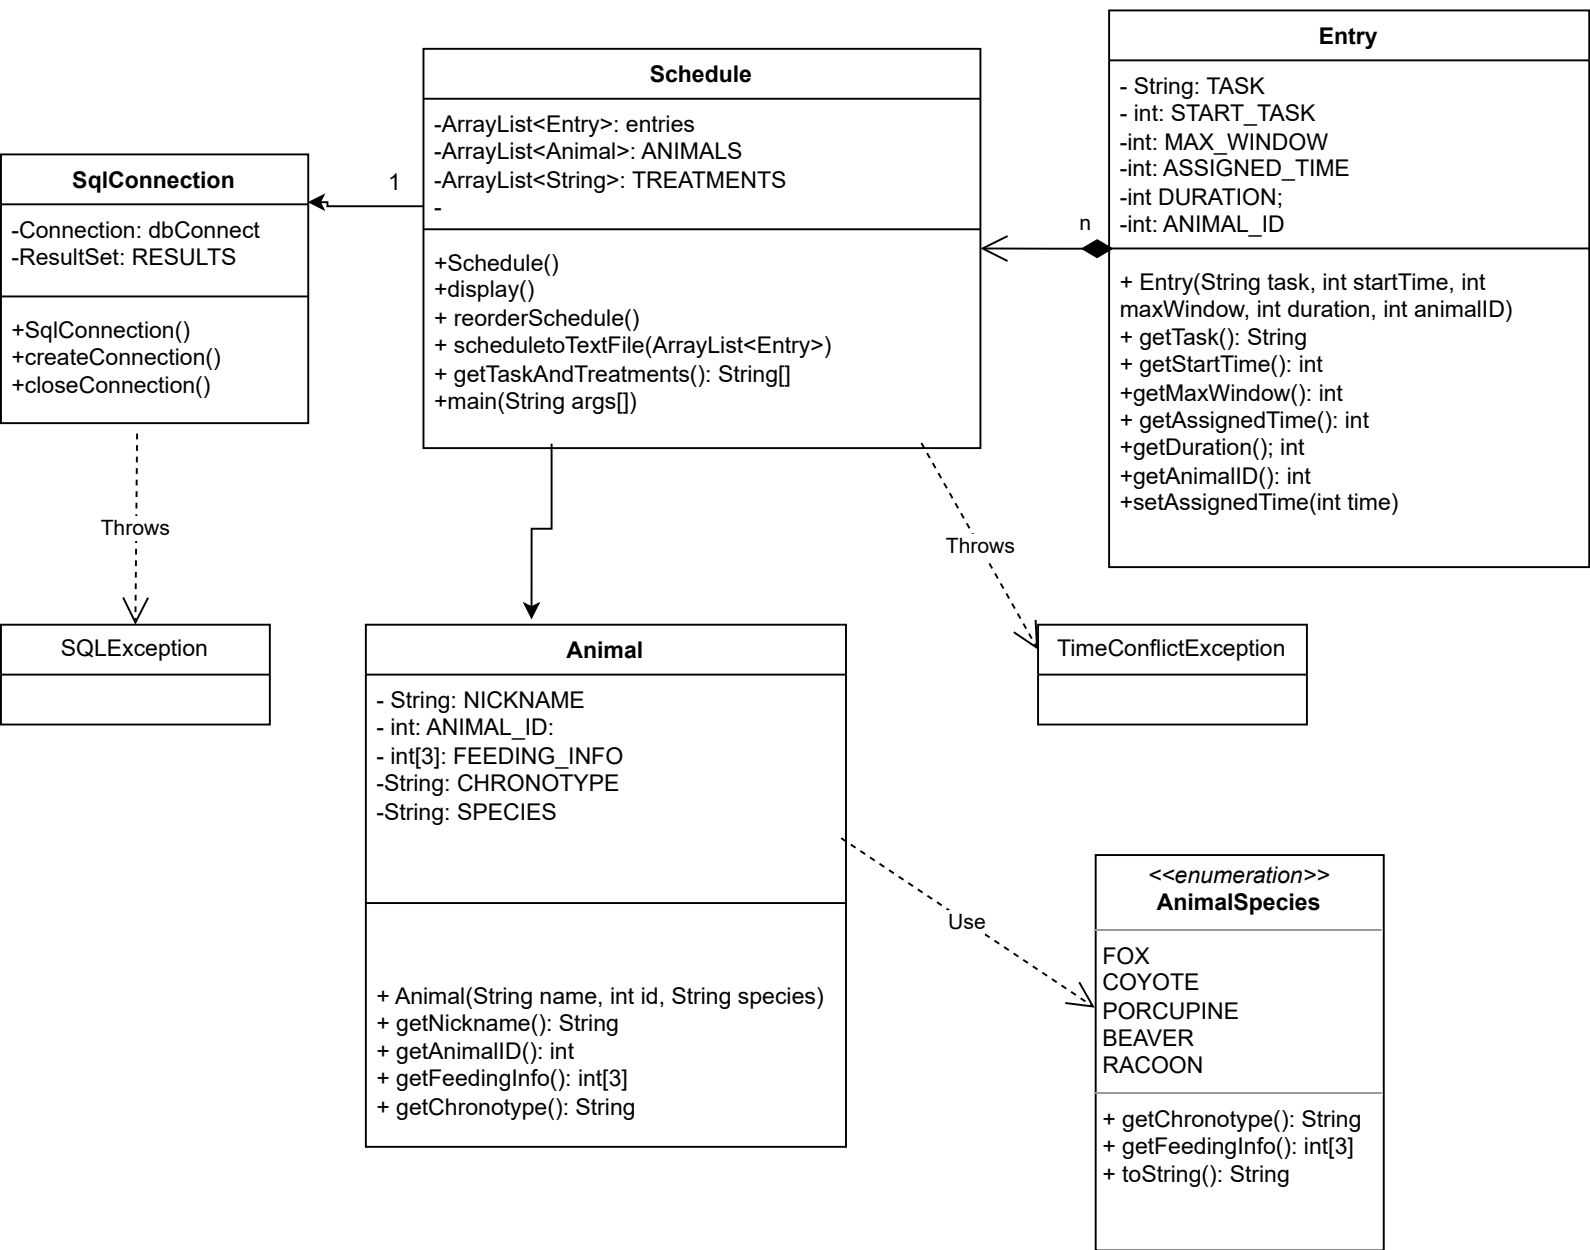 Entry
- String: TASK
- int: START_TASK
-int: MAX_WINDOW
-int: ASSIGNED_TIME
-int DURATION;
-int: ANIMAL_ID
+ Entry(String task, int startTime, int
maxWindow, int duration, int animalID)
+ getTask(): String
+ getStartTime(): int
+getMaxWindow(): int
+ getAssignedTime(): int
+getDuration(); int
+getAnimalID(): int
+setAssignedTime(int time)
n
Schedule
-ArrayList<Entry>: entries
-ArrayList<Animal>: ANIMALS
-ArrayList<String>: TREATMENTS
-
+Schedule()
+display()
+ reorderSchedule()
+ scheduletoTextFile(ArrayList<Entry>)
+ getTaskAndTreatments(): String[]
+main(String args[])
1
SqlConnection
-Connection: dbConnect
-ResultSet: RESULTS
+SqlConnection()
+createConnection()
+closeConnection()
Throws
SQLException
Throws
TimeConflictException
Animal
- String: NICKNAME
- int: ANIMAL_ID:
- int[3]: FEEDING_INFO
-String: CHRONOTYPE
-String: SPECIES
+ Animal(String name, int id, String species)
+ getNickname(): String
+ getAnimalID(): int
+ getFeedingInfo(): int[3]
+ getChronotype(): String
Use
<<enumeration>>
AnimalSpecies
FOX
COYOTE
PORCUPINE
BEAVER
RACOON
+ getChronotype(): String
+ getFeedingInfo(): int[3]
+ toString(): String